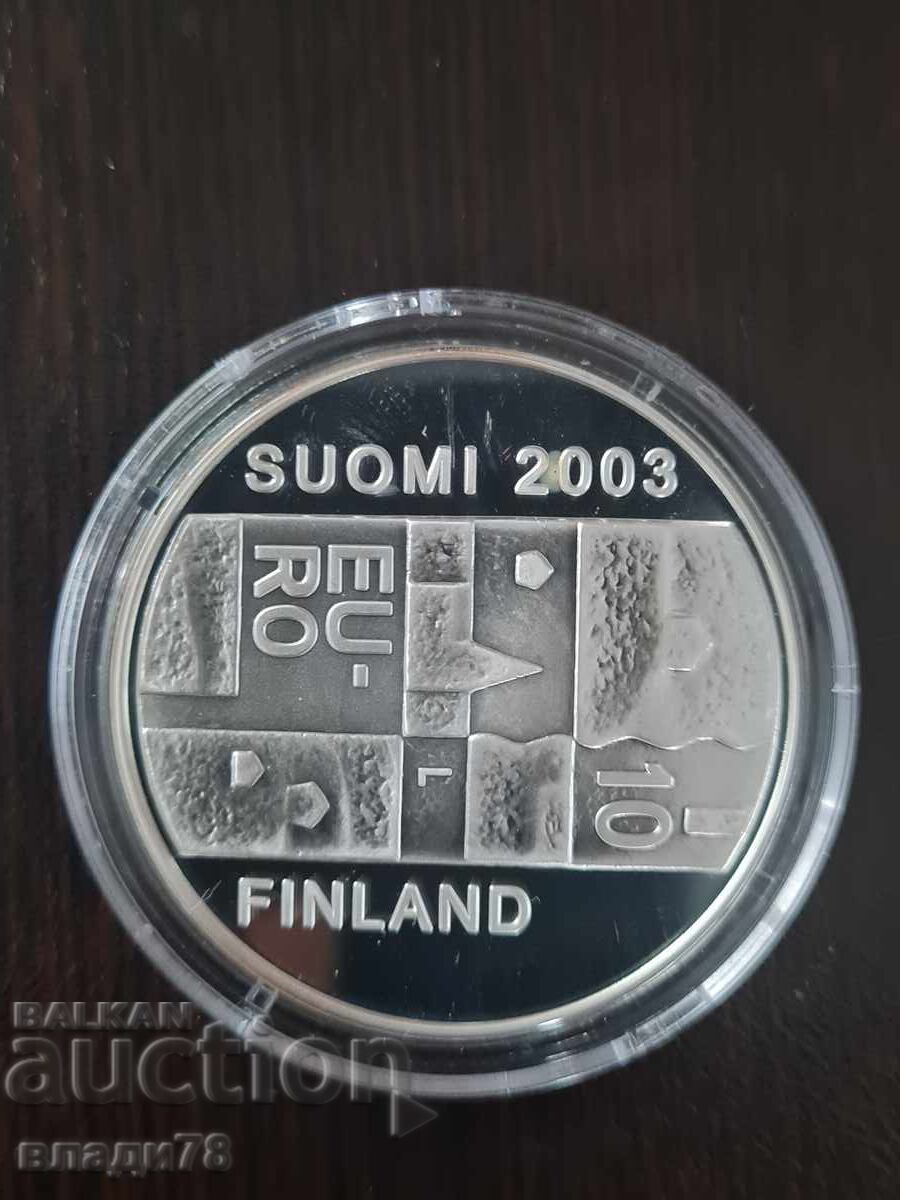 SUOMI 2003
EU-
RO
L
10
FINLAND
BALKAN
auction
влади78